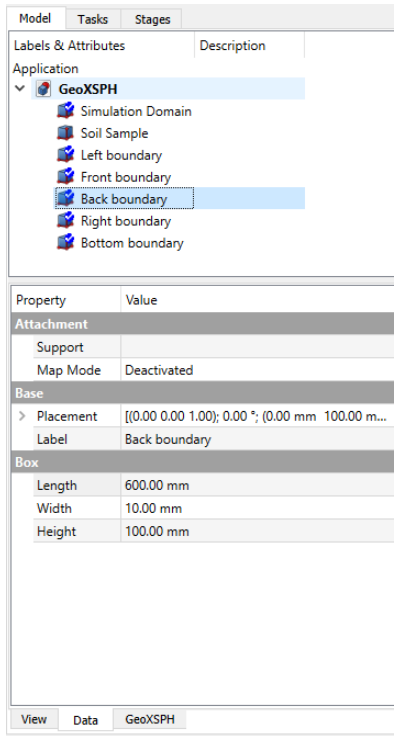 Model Tasks Stages
Labels & Attributes Description
Application
GeoXSPH
Simulation Domain
Soil Sample
Left boundary
Front boundary
Back boundary
Right boundary
Bottom boundary
Property Value
Attachment
Support
Map Mode Deactivated
Base
Placement [(0.00 0.00 1.00); 0.00 °; (0.00 mm 100.00 m...
Label Back boundary
Box
Length 600.00 mm
Width 10.00 mm
Height 100.00 mm
View Data GeoXSPH